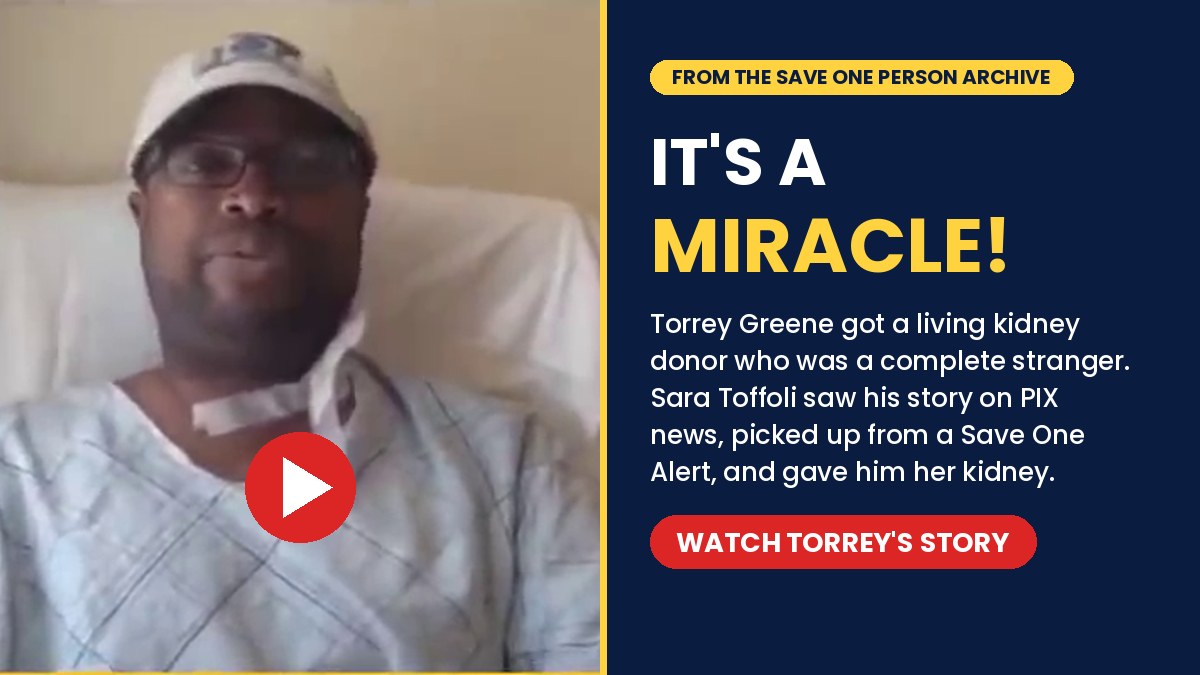 FROM THE SAVE ONE PERSON ARCHIVE
IT'S A
MIRACLE!
Torrey Greene got a living kidney
donor who was a complete stranger.
Sara Toffoli saw his story on PIX
news, picked up from a Save One
Alert, and gave him her kidney.
WATCH TORREY'S STORY